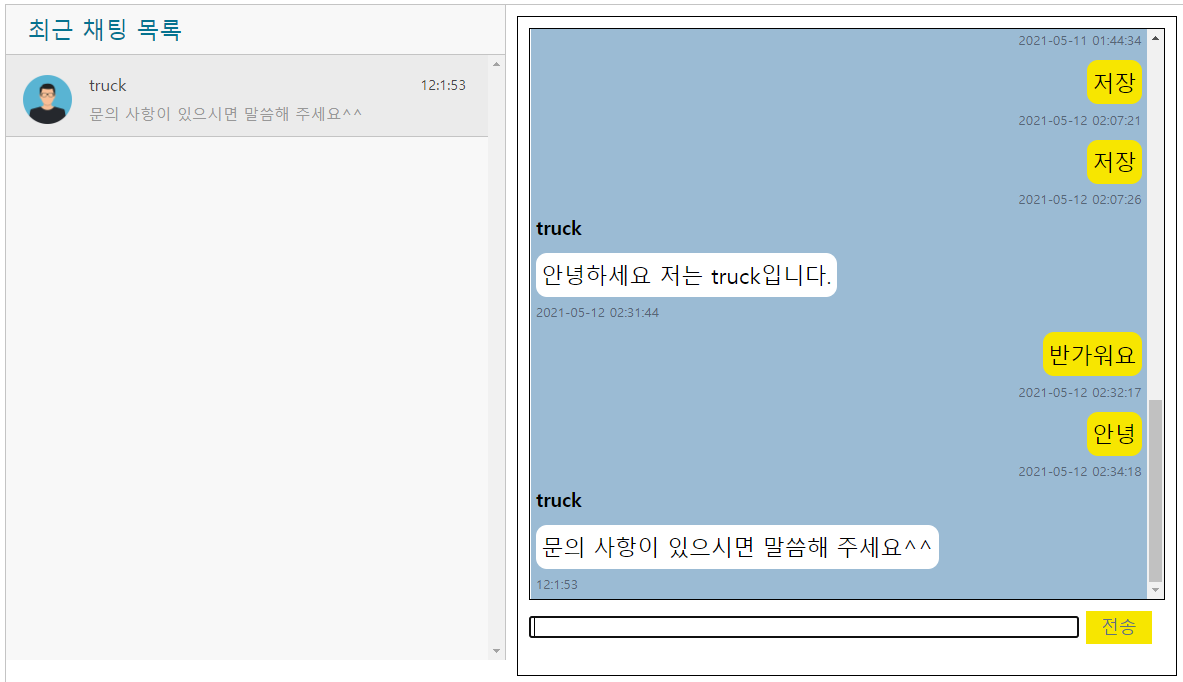 최근 채팅 목록
truck 12:1:53
문의 사항이 있으시면 말씀해 주세요^^
2021-05-11 01:44:34
저장
2021-05-12 02:07:21
저장
2021-05-12 02:07:26
truck
안녕하세요 저는 truck입니다.
2021-05-12 02:31:44
반가워요
2021-05-12 02:32:17
안녕
2021-05-12 02:34:18
truck
문의 사항이 있으시면 말씀해 주세요^^
12:1:53
전송